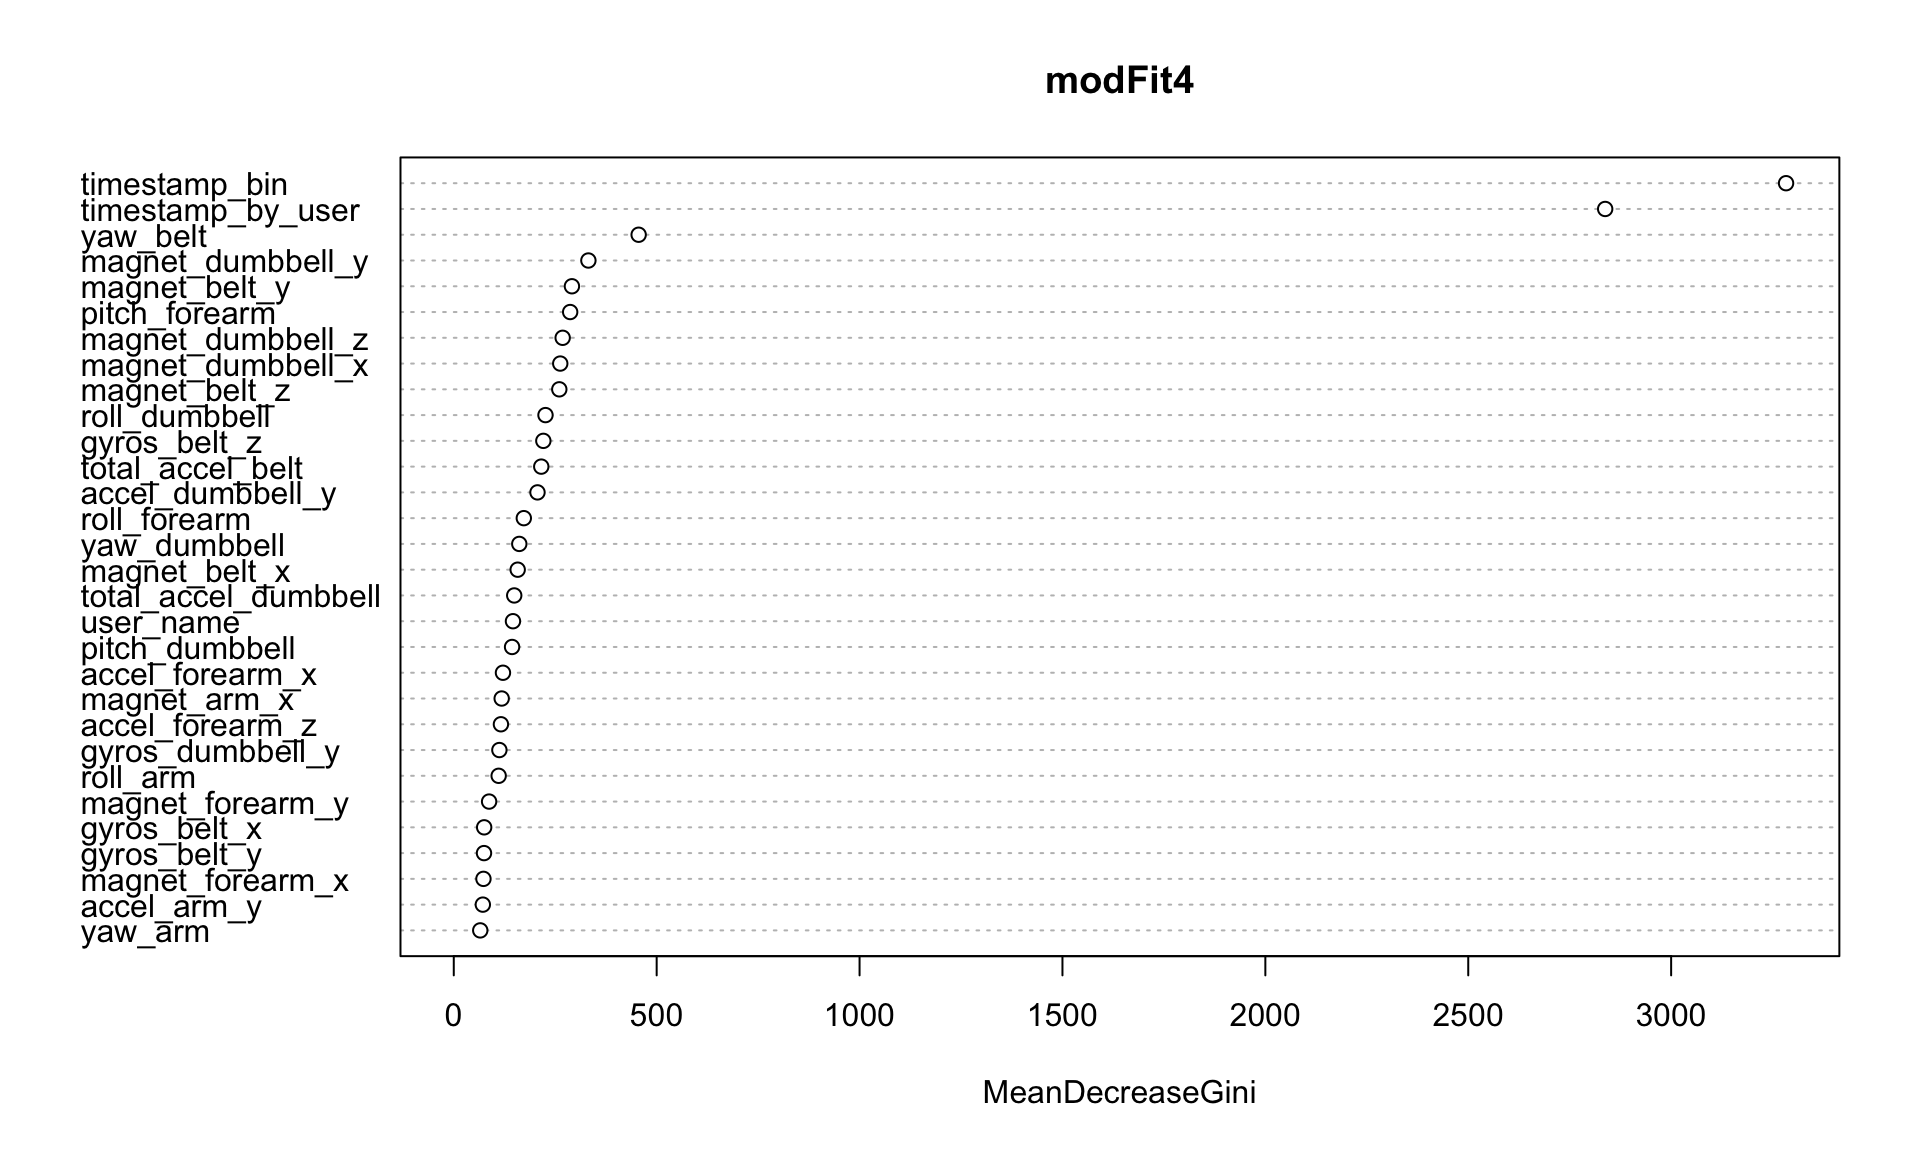 modFit4
timestamp_bin
timestamp_by_user
yaw_belt
magnet_dumbbell_y
magnet_belt_y
pitch_forearm
magnet_dumbbell_z
magnet_dumbbell_x
magnet_belt_z
roll_dumbbell
gyros_belt_z
total_accel_belt
accel_dumbbell_y
roll_forearm
yaw_dumbbell
magnet_belt_x
total_accel_dumbbell
user_name
pitch_dumbbell
accel_forearm_x
magnet_arm_x
accel_forearm_z
gyros_dumbbell_y
roll_arm
magnet_forearm_y
gyros_belt_x
gyros_belt_y
magnet_forearm_x
accel_arm_y
yaw_arm
0 500 1000 1500 2000 2500 3000
MeanDecreaseGini